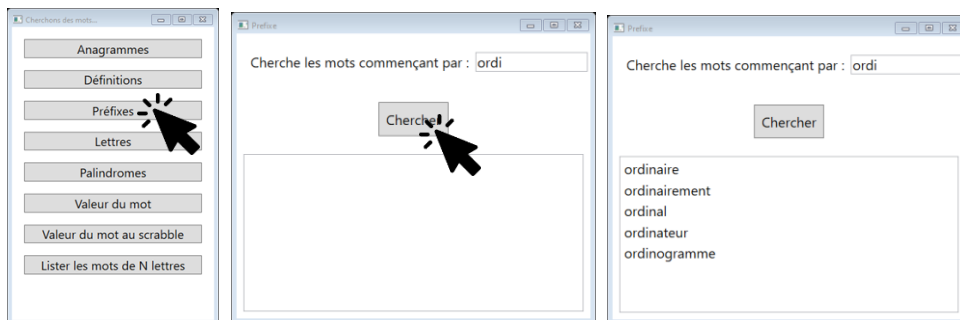 Cherchons des mots...
Anagrammes
Définitions
Préfixes
Lettres
Palindromes
Valeur du mot
Valeur du mot au scrabble
Lister les mots de N lettres
Prefixe
Cherche les mots commençant par : ordi
Chercher
Prefixe
Cherche les mots commençant par : ordi
Chercher
ordinaire
ordinairement
ordinal
ordinateur
ordinogramme